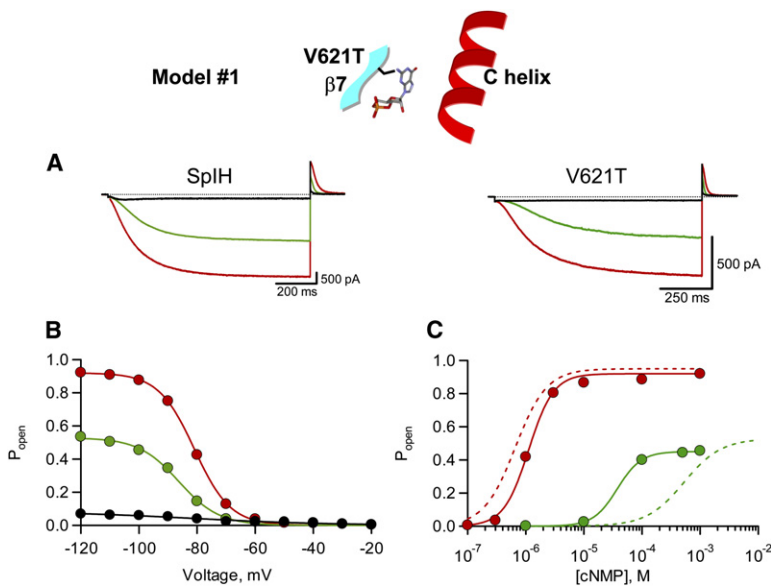 V621T
Model #1
β7
C helix
A
SpIH
V621T
500 pA
200 ms
500 pA
250 ms
B
C
1.0
0.8
0.6
0.4
0.2
0.0
P_open
-120
-100
-80
-60
-40
-20
Voltage, mV
1.0
0.8
0.6
0.4
0.2
0.0
P_open
10⁻⁷
10⁻⁶
10⁻⁵
10⁻⁴
10⁻³
10⁻²
[cNMP], M